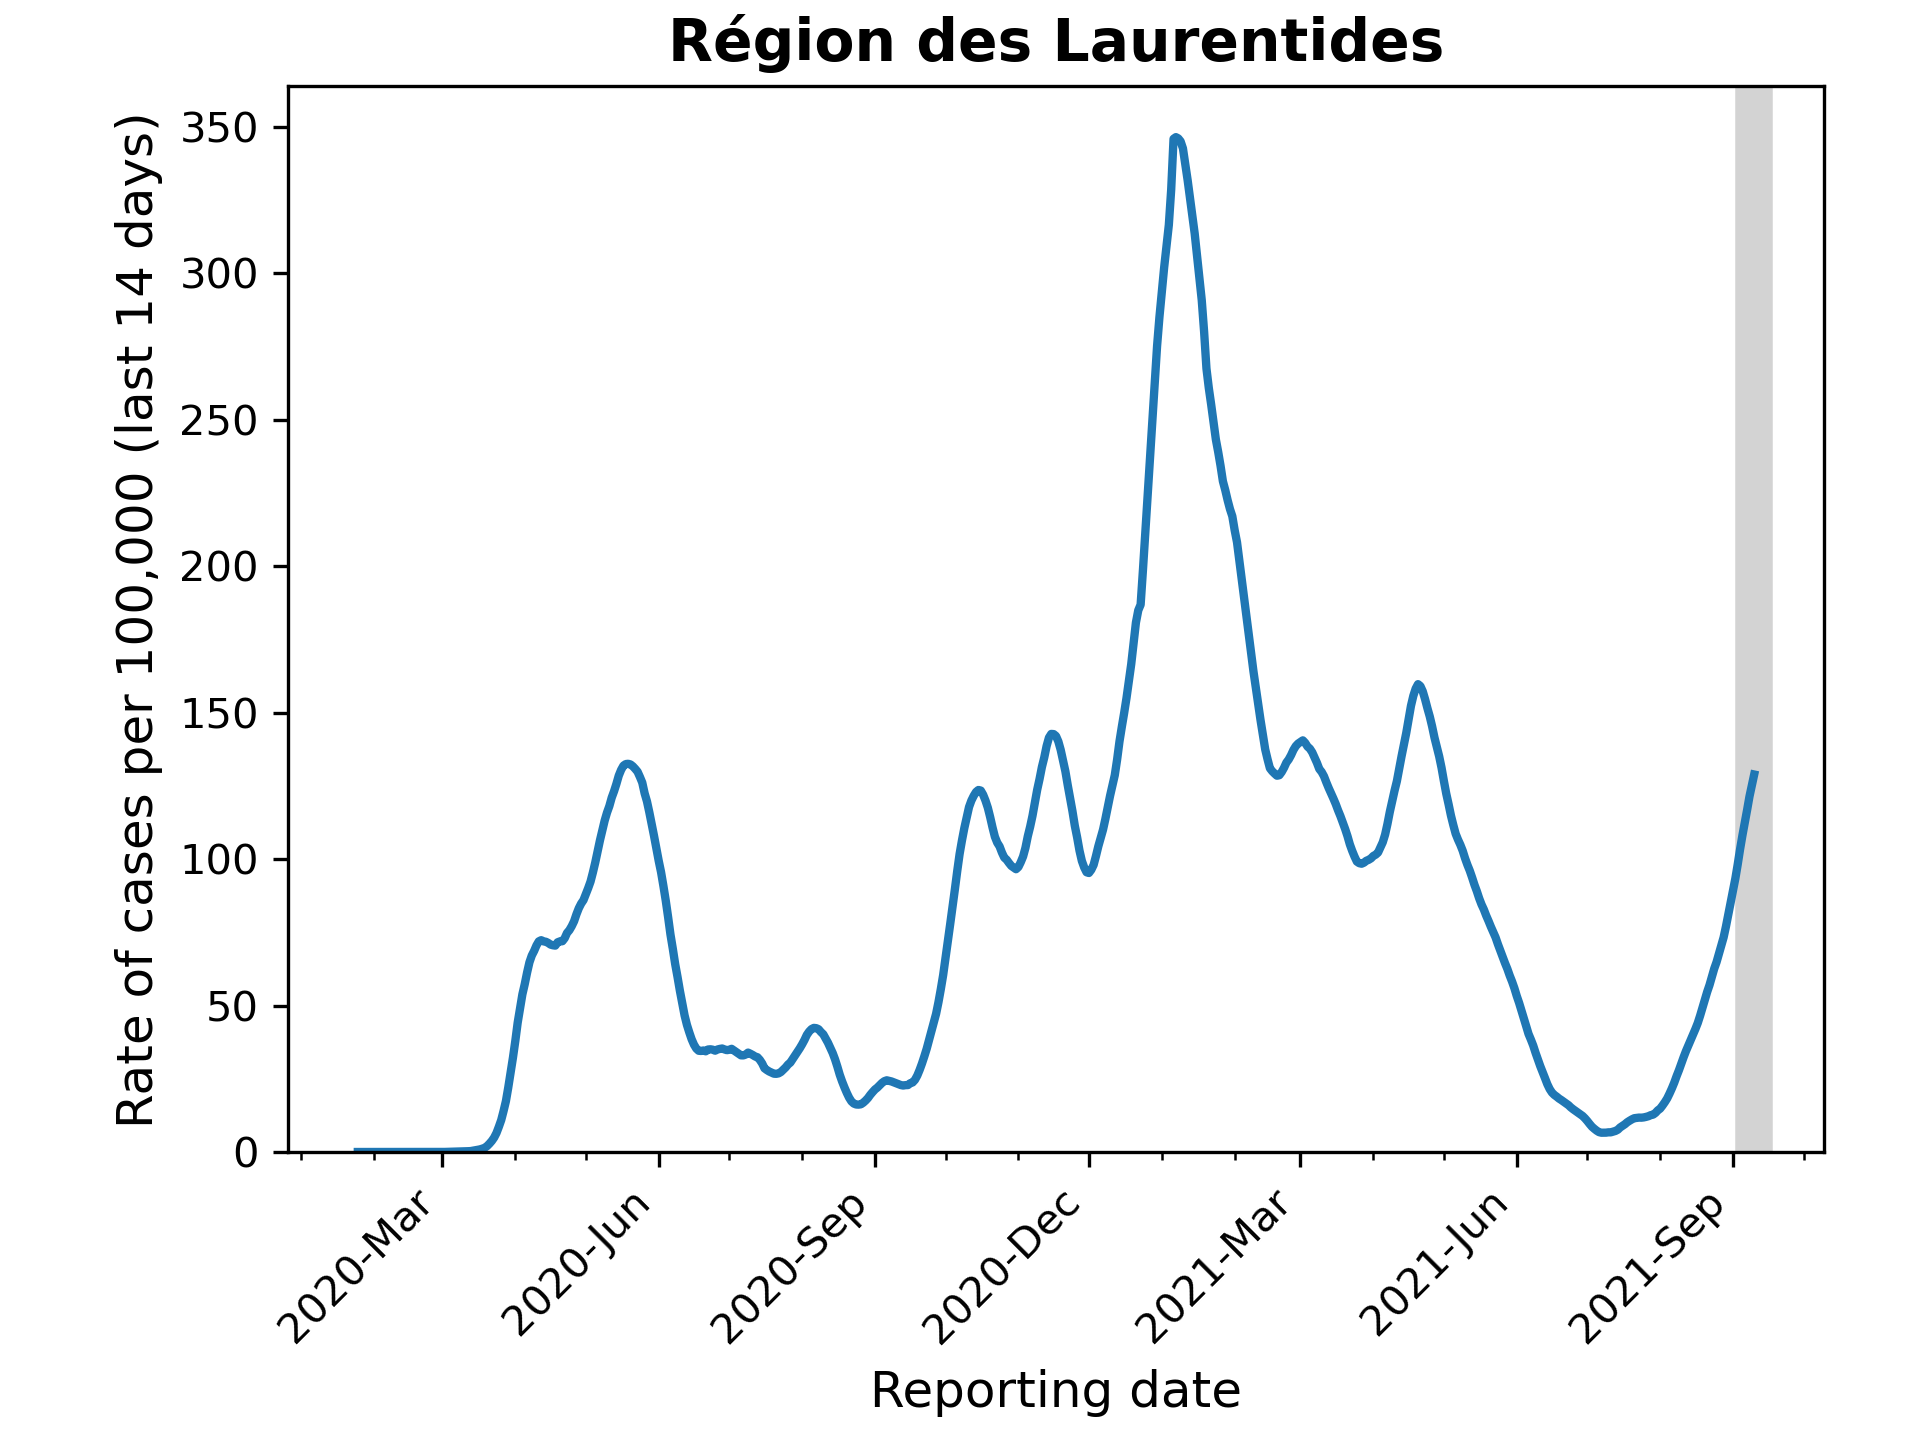 Région des Laurentides
Rate of cases per 100,000 (last 14 days)
350
300
250
200
150
100
50
0
2020-Mar
2020-Jun
2020-Sep
2020-Dec
2021-Mar
2021-Jun
2021-Sep
Reporting date